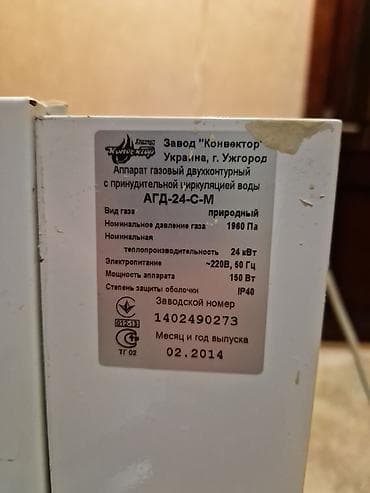 Завод "Конвектор"
Украина, г. Ужгород
Аппарат газовый двухконтурный
с принудительной циркуляцией воды
АГД-24-С-М
Вид газа природный
Номинальное давление газа 1960 Па
Номинальная
теплопроизводительность 24 кВт
Электропитание ~220В, 50 Гц
Мощность аппарата 150 Вт
Степень защиты оболочки IP40
Заводской номер
1402490273
Месяц и год выпуска
02.2014
ТГ 02